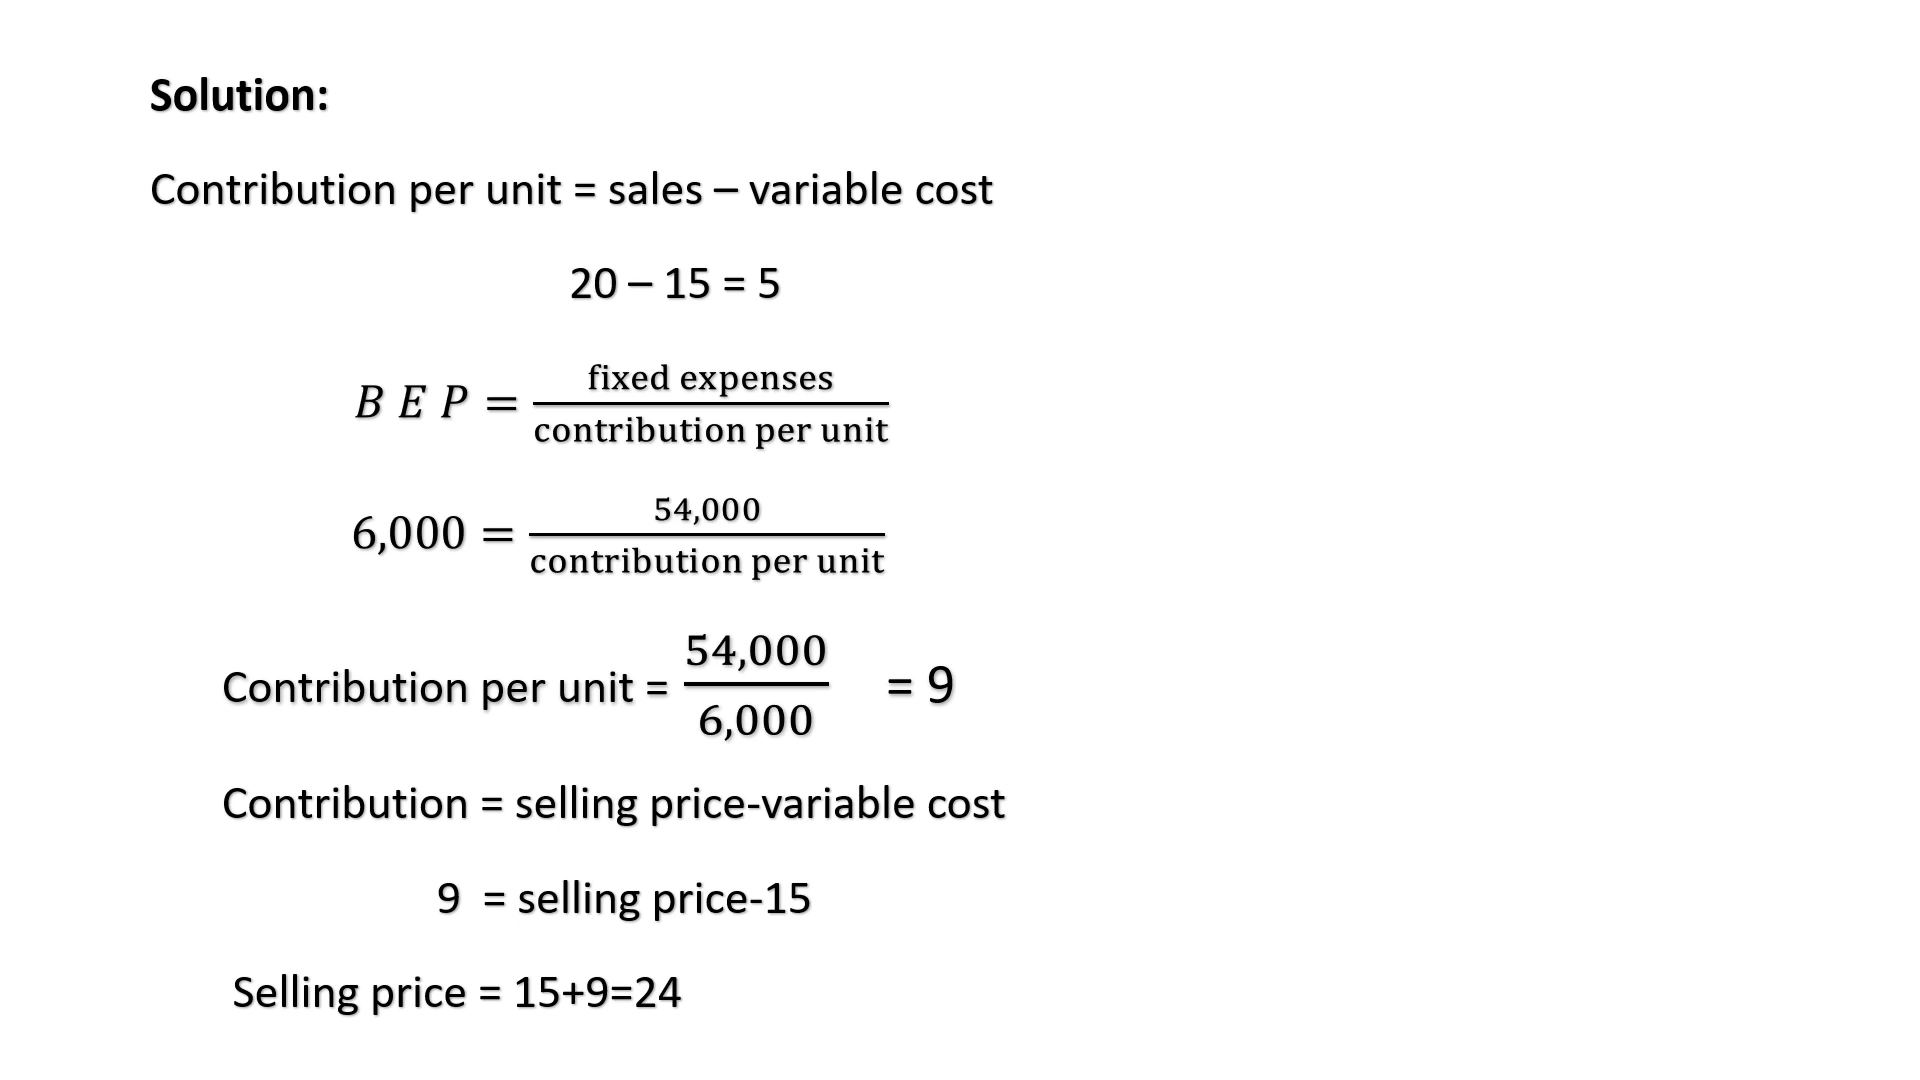 Solution:
Contribution per unit = sales – variable cost
20 – 15 = 5
B E P = fixed expenses / contribution per unit
6,000 = 54,000 / contribution per unit
Contribution per unit = 54,000 / 6,000 = 9
Contribution = selling price-variable cost
9 = selling price-15
Selling price = 15+9=24